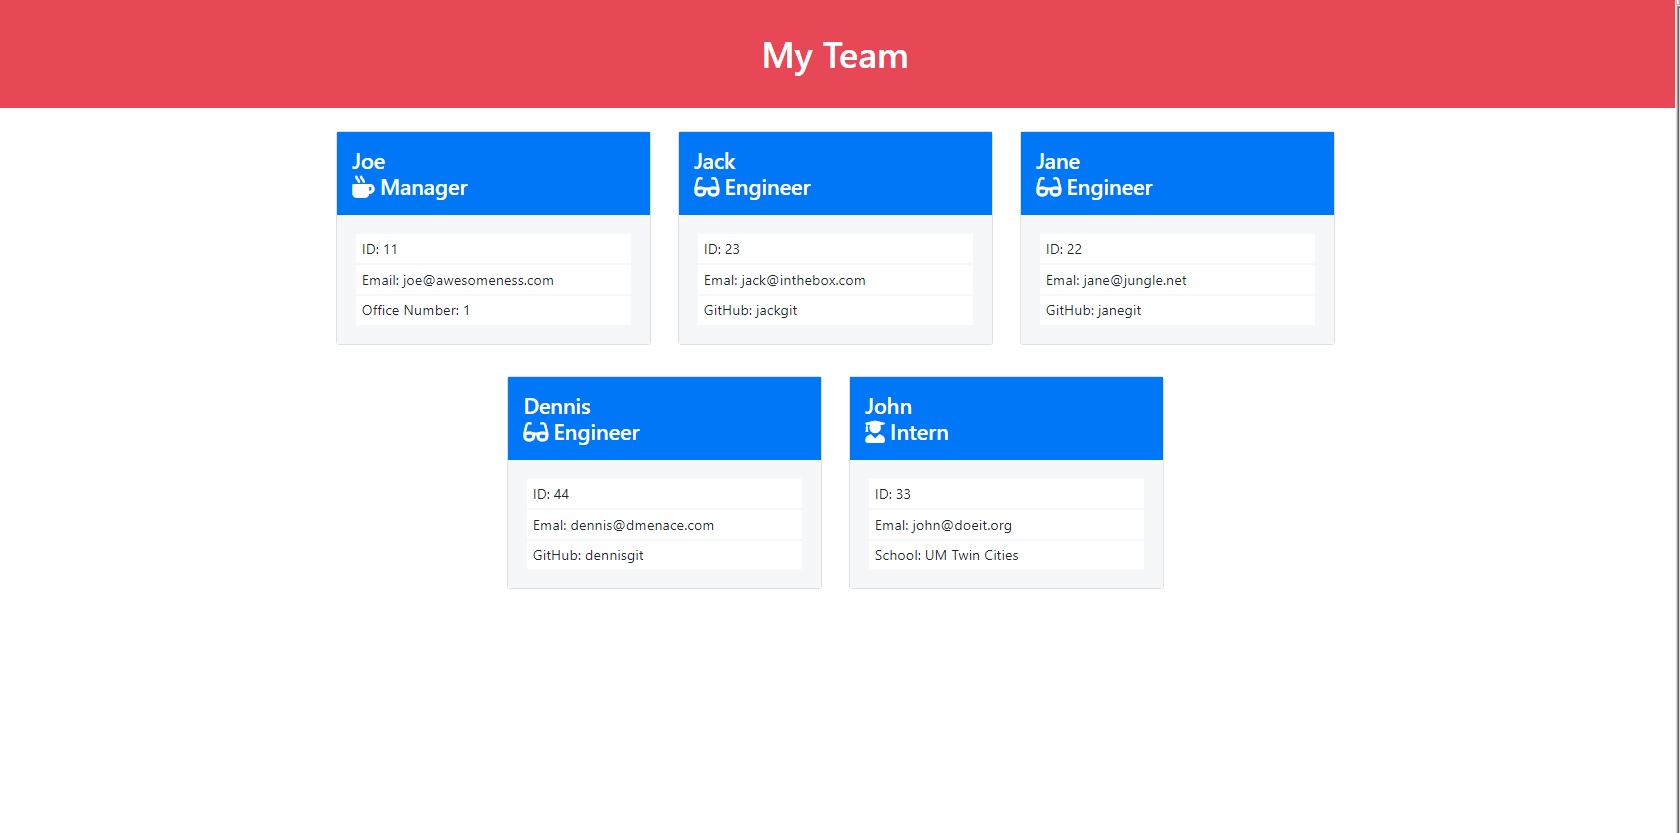 My Team
Joe
Manager
ID: 11
Email: joe@awesomeness.com
Office Number: 1
Jack
Engineer
ID: 23
Emal: jack@inthebox.com
GitHub: jackgit
Jane
Engineer
ID: 22
Emal: jane@jungle.net
GitHub: janegit
Dennis
Engineer
ID: 44
Emal: dennis@dmenace.com
GitHub: dennisgit
John
Intern
ID: 33
Emal: john@doeit.org
School: UM Twin Cities